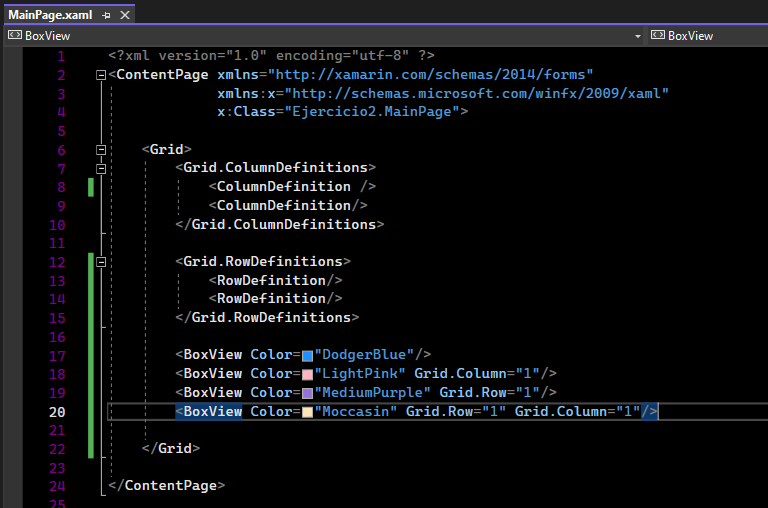 MainPage.xaml
BoxView BoxView
1 <?xml version="1.0" encoding="utf-8" ?>
2 <ContentPage xmlns="http://xamarin.com/schemas/2014/forms"
3 xmlns:x="http://schemas.microsoft.com/winfx/2009/xaml"
4 x:Class="Ejercicio2.MainPage">
5
6 <Grid>
7 <Grid.ColumnDefinitions>
8 <ColumnDefinition />
9 <ColumnDefinition/>
10 </Grid.ColumnDefinitions>
11
12 <Grid.RowDefinitions>
13 <RowDefinition/>
14 <RowDefinition/>
15 </Grid.RowDefinitions>
16
17 <BoxView Color="DodgerBlue"/>
18 <BoxView Color="LightPink" Grid.Column="1"/>
19 <BoxView Color="MediumPurple" Grid.Row="1"/>
20 <BoxView Color="Moccasin" Grid.Row="1" Grid.Column="1"/>
21
22 </Grid>
23
24 </ContentPage>
25